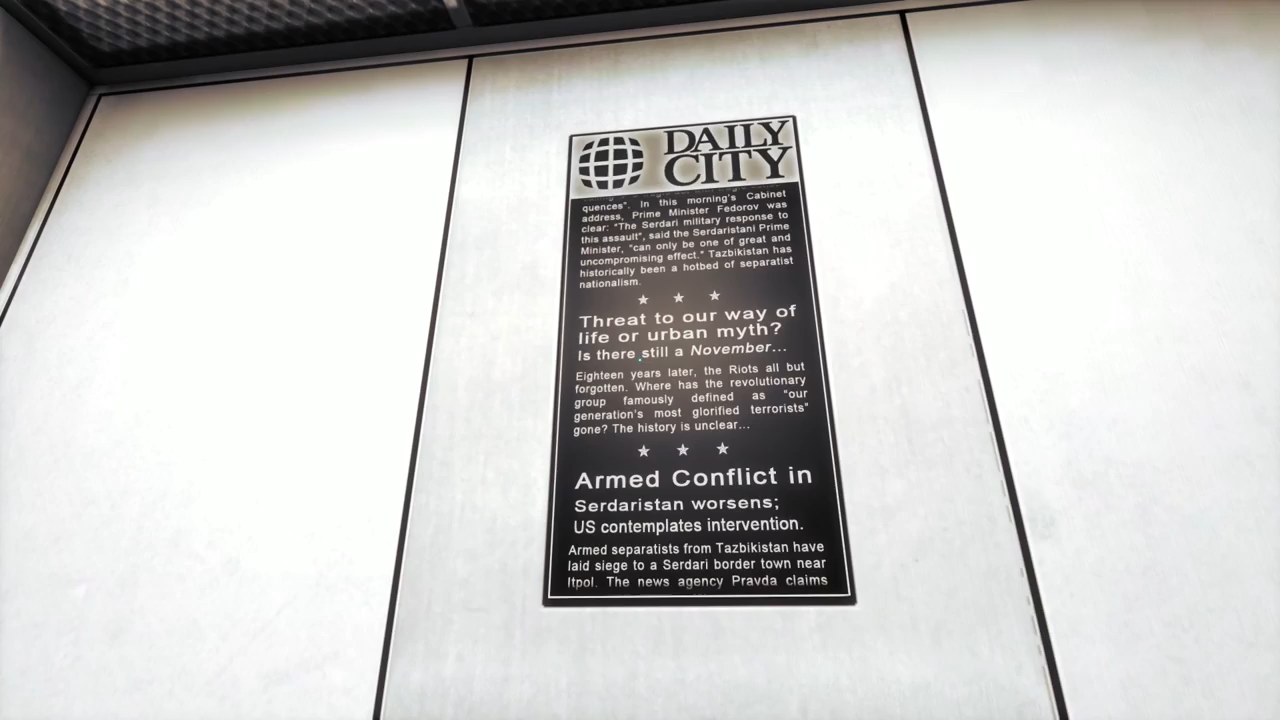 DAILY
CITY
quences". In this morning's Cabinet
address, Prime Minister Fedorov was
clear: "The Serdari military response to
this assault", said the Serdaristani Prime
Minister, "can only be one of great and
uncompromising effect." Tazbikistan has
historically been a hotbed of separatist
nationalism.
Threat to our way of
life or urban myth?
Is there still a November...
Eighteen years later, the Riots all but
forgotten. Where has the revolutionary
group famously defined as "our
generation's most glorified terrorists"
gone? The history is unclear...
Armed Conflict in
Serdaristan worsens;
US contemplates intervention.
Armed separatists from Tazbikistan have
laid siege to a Serdari border town near
Itpol. The news agency Pravda claims